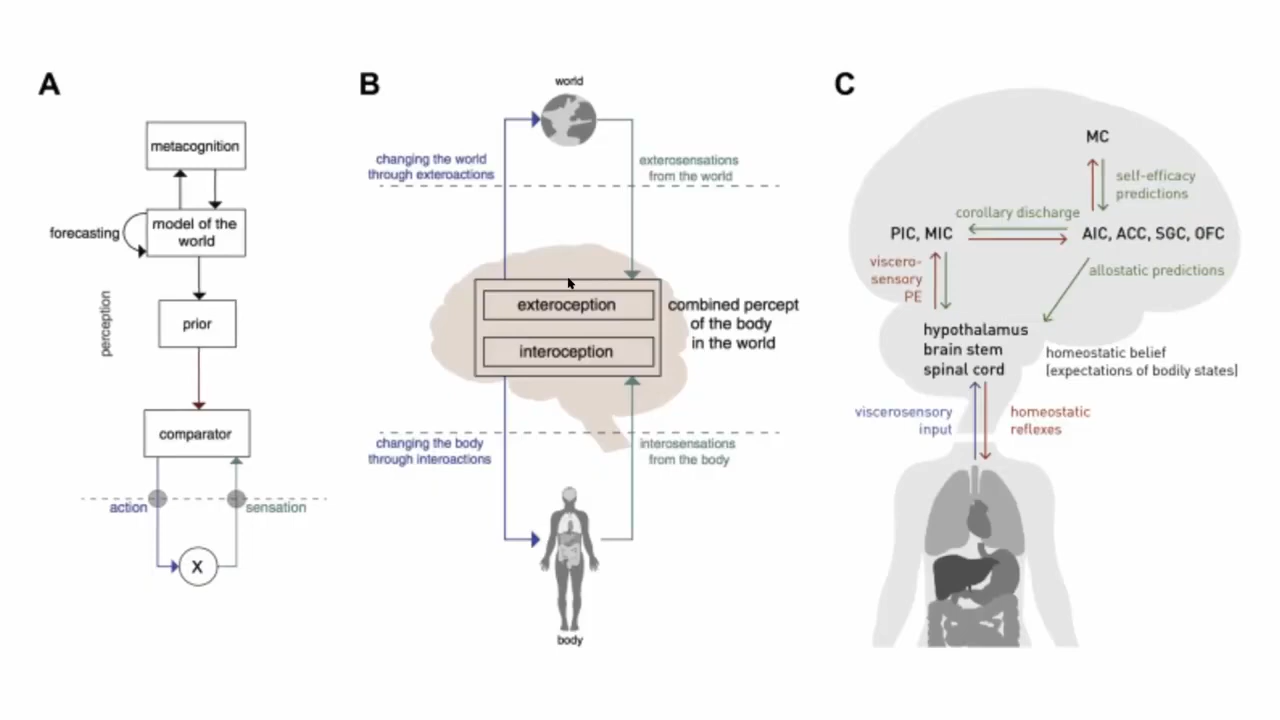 A
metacognition
forecasting
model of the
world
perception
prior
comparator
action
sensation
X
B
world
changing the world
through exteroactions
exterosensations
from the world
exteroception
interoception
combined percept
of the body
in the world
changing the body
through interoactions
interosensations
from the body
body
C
MC
self-efficacy
predictions
corollary discharge
PIC, MIC
AIC, ACC, SGC, OFC
viscero-
sensory
PE
allostatic predictions
hypothalamus
brain stem
spinal cord
homeostatic belief
(expectations of bodily states)
viscerosensory
input
homeostatic
reflexes